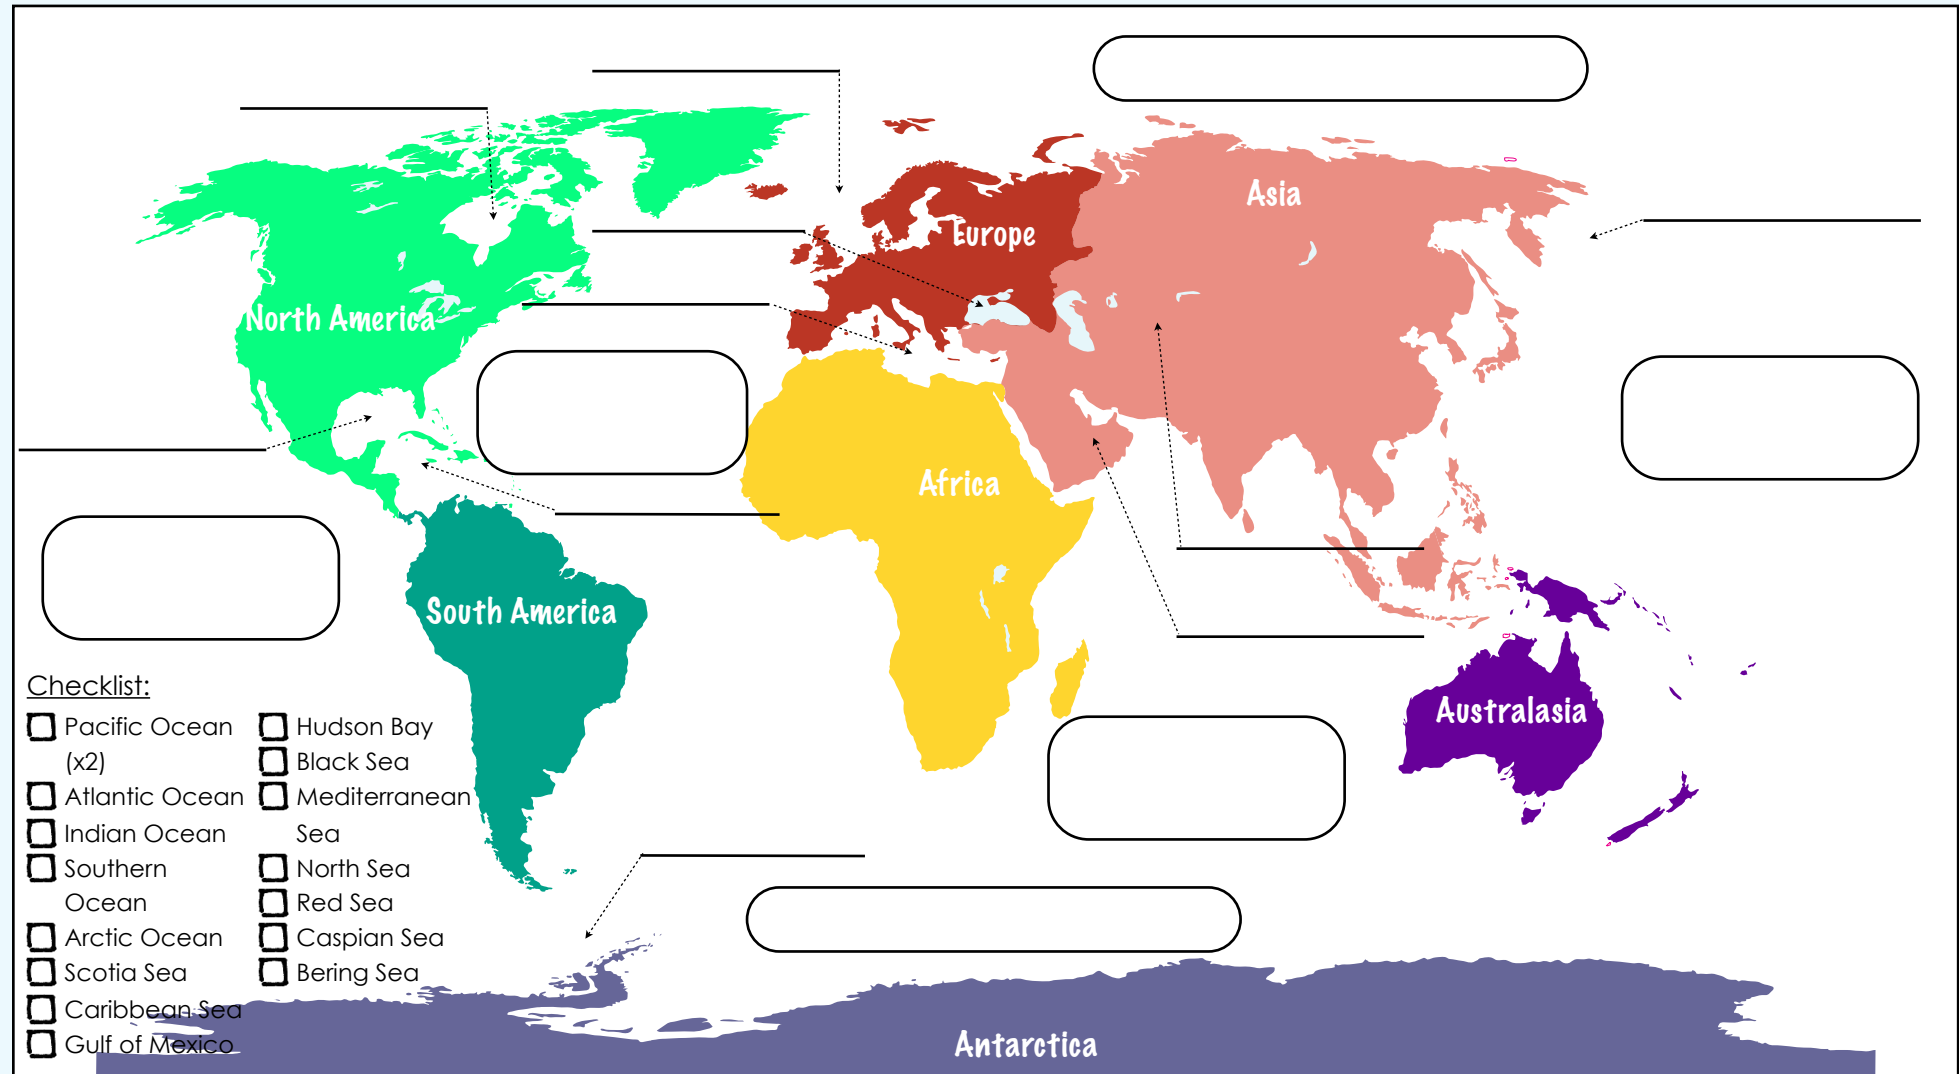 Asia
Europe
North America
Africa
South America
Australasia
Antarctica
Checklist:
Pacific Ocean
(x2)
Atlantic Ocean
Indian Ocean
Southern
Ocean
Arctic Ocean
Scotia Sea
Caribbean Sea
Gulf of Mexico
Hudson Bay
Black Sea
Mediterranean
Sea
North Sea
Red Sea
Caspian Sea
Bering Sea